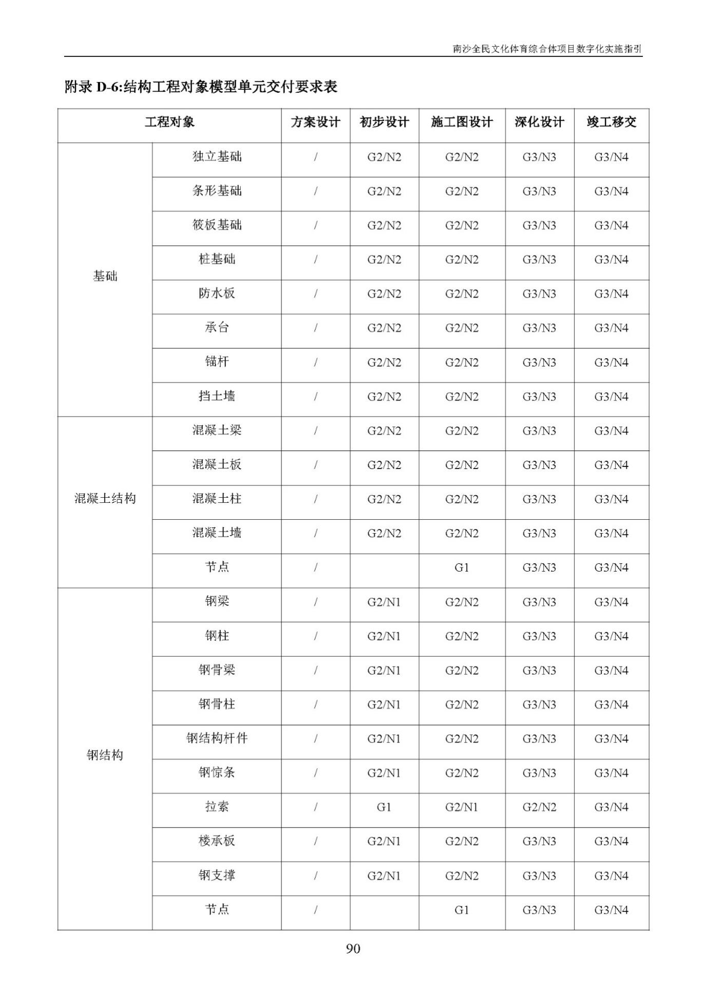 南沙全民文化体育综合体项目数字化实施指引
附录 D-6:结构工程对象模型单元交付要求表
工程对象 方案设计 初步设计 施工图设计 深化设计 竣工移交
基础
独立基础 / G2/N2 G2/N2 G3/N3 G3/N4
条形基础 / G2/N2 G2/N2 G3/N3 G3/N4
筏板基础 / G2/N2 G2/N2 G3/N3 G3/N4
桩基础 / G2/N2 G2/N2 G3/N3 G3/N4
防水板 / G2/N2 G2/N2 G3/N3 G3/N4
承台 / G2/N2 G2/N2 G3/N3 G3/N4
锚杆 / G2/N2 G2/N2 G3/N3 G3/N4
挡土墙 / G2/N2 G2/N2 G3/N3 G3/N4
混凝土结构
混凝土梁 / G2/N2 G2/N2 G3/N3 G3/N4
混凝土板 / G2/N2 G2/N2 G3/N3 G3/N4
混凝土柱 / G2/N2 G2/N2 G3/N3 G3/N4
混凝土墙 / G2/N2 G2/N2 G3/N3 G3/N4
节点 / G1 G3/N3 G3/N4
钢结构
钢梁 / G2/N1 G2/N2 G3/N3 G3/N4
钢柱 / G2/N1 G2/N2 G3/N3 G3/N4
钢骨梁 / G2/N1 G2/N2 G3/N3 G3/N4
钢骨柱 / G2/N1 G2/N2 G3/N3 G3/N4
钢结构杆件 / G2/N1 G2/N2 G3/N3 G3/N4
钢惊条 / G2/N1 G2/N2 G3/N3 G3/N4
拉索 / G1 G2/N1 G2/N2 G3/N4
楼承板 / G2/N1 G2/N2 G3/N3 G3/N4
钢支撑 / G2/N1 G2/N2 G3/N3 G3/N4
节点 / G1 G3/N3 G3/N4
90